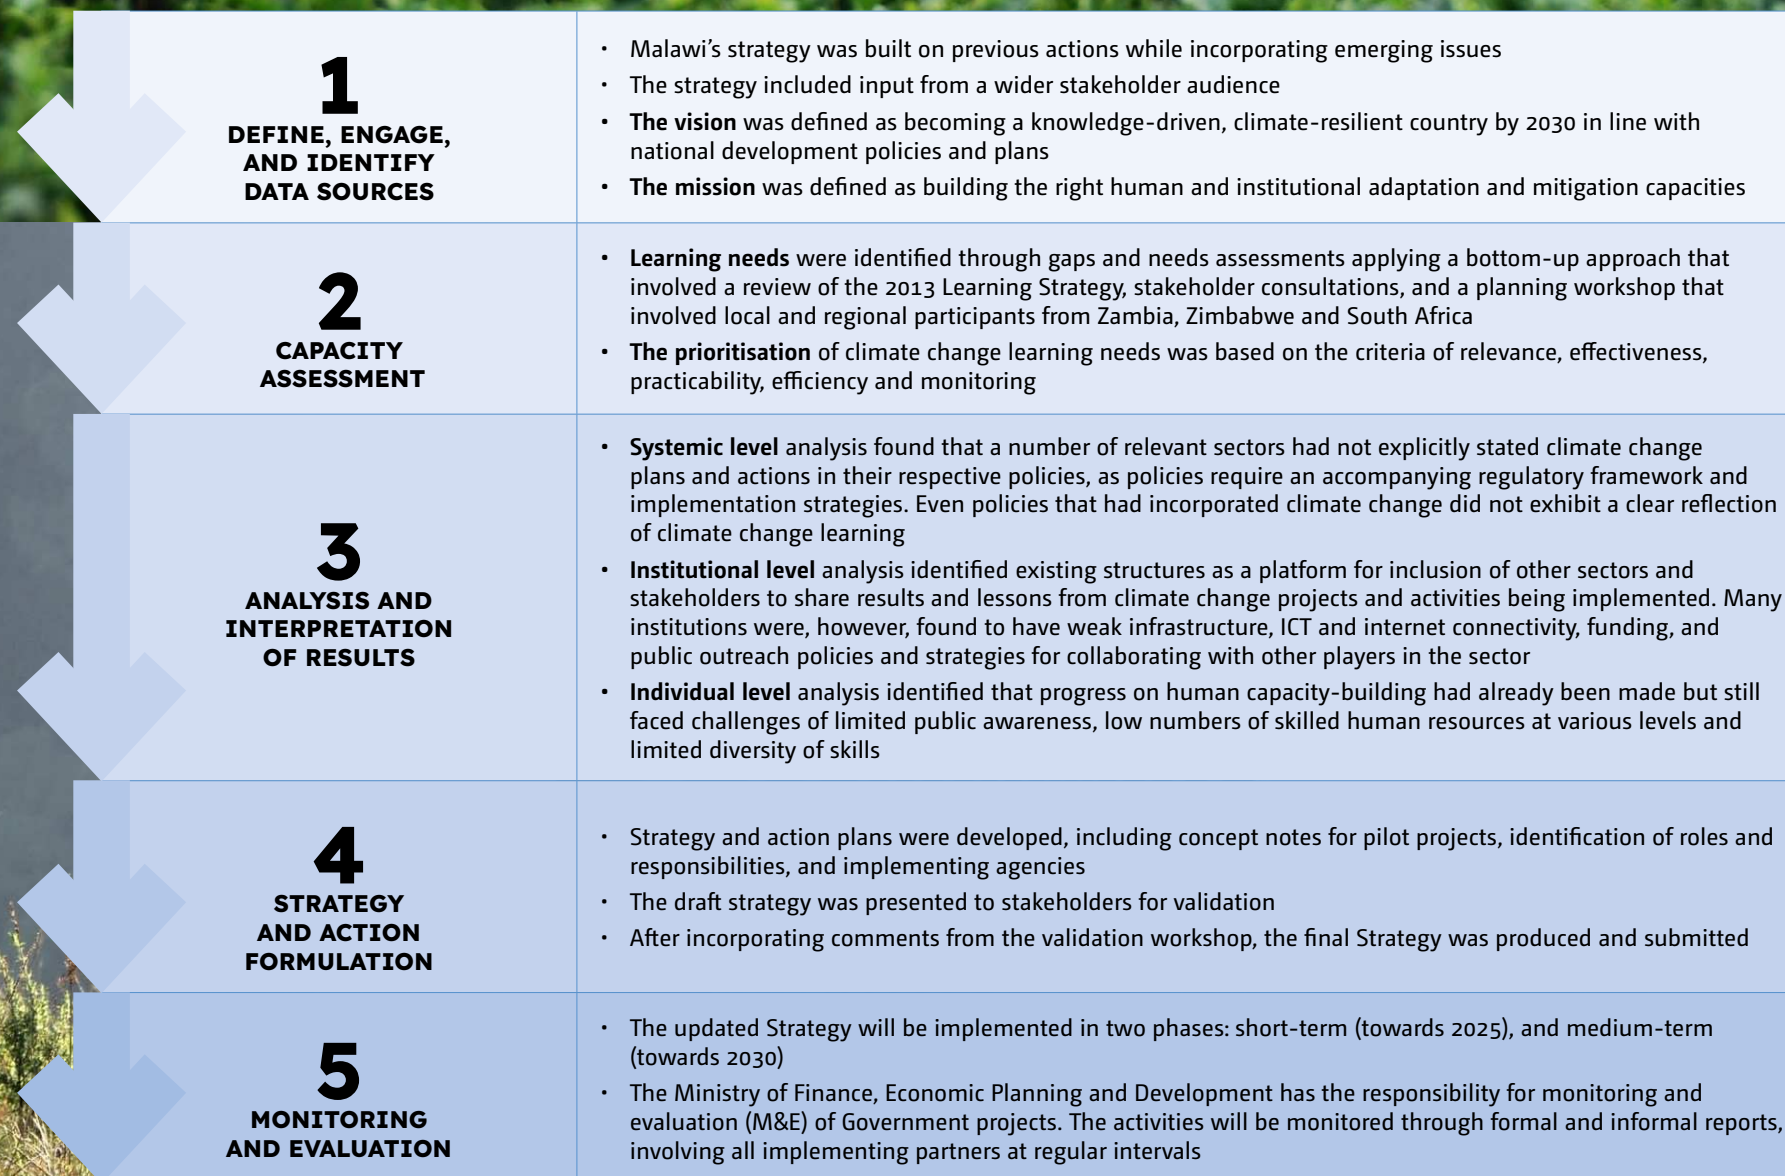 1
DEFINE, ENGAGE,
AND IDENTIFY
DATA SOURCES
• Malawi’s strategy was built on previous actions while incorporating emerging issues
• The strategy included input from a wider stakeholder audience
• The vision was defined as becoming a knowledge-driven, climate-resilient country by 2030 in line with
national development policies and plans
• The mission was defined as building the right human and institutional adaptation and mitigation capacities
2
CAPACITY
ASSESSMENT
• Learning needs were identified through gaps and needs assessments applying a bottom-up approach that
involved a review of the 2013 Learning Strategy, stakeholder consultations, and a planning workshop that
involved local and regional participants from Zambia, Zimbabwe and South Africa
• The prioritisation of climate change learning needs was based on the criteria of relevance, effectiveness,
practicability, efficiency and monitoring
3
ANALYSIS AND
INTERPRETATION
OF RESULTS
• Systemic level analysis found that a number of relevant sectors had not explicitly stated climate change
plans and actions in their respective policies, as policies require an accompanying regulatory framework and
implementation strategies. Even policies that had incorporated climate change did not exhibit a clear reflection
of climate change learning
• Institutional level analysis identified existing structures as a platform for inclusion of other sectors and
stakeholders to share results and lessons from climate change projects and activities being implemented. Many
institutions were, however, found to have weak infrastructure, ICT and internet connectivity, funding, and
public outreach policies and strategies for collaborating with other players in the sector
• Individual level analysis identified that progress on human capacity-building had already been made but still
faced challenges of limited public awareness, low numbers of skilled human resources at various levels and
limited diversity of skills
4
STRATEGY
AND ACTION
FORMULATION
• Strategy and action plans were developed, including concept notes for pilot projects, identification of roles and
responsibilities, and implementing agencies
• The draft strategy was presented to stakeholders for validation
• After incorporating comments from the validation workshop, the final Strategy was produced and submitted
5
MONITORING
AND EVALUATION
• The updated Strategy will be implemented in two phases: short-term (towards 2025), and medium-term
(towards 2030)
• The Ministry of Finance, Economic Planning and Development has the responsibility for monitoring and
evaluation (M&E) of Government projects. The activities will be monitored through formal and informal reports,
involving all implementing partners at regular intervals